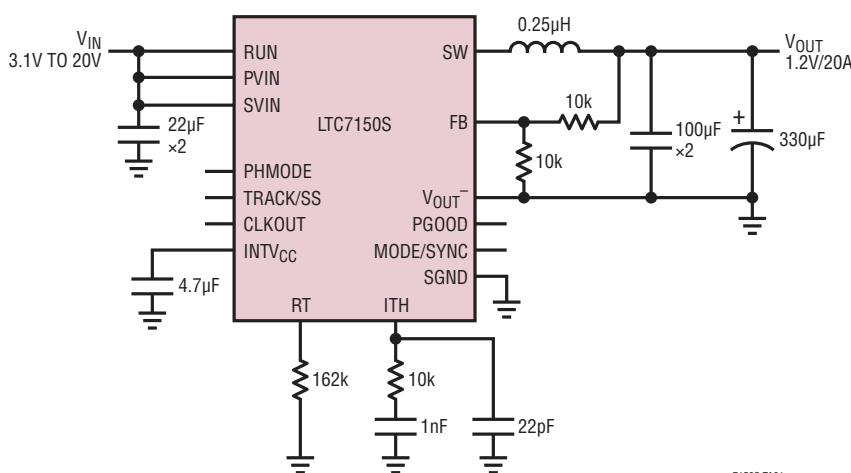 0.25µH
V_IN
3.1V TO 20V
RUN
SW
V_OUT
1.2V/20A
PVIN
SVIN
22µF
×2
LTC7150S
FB
10k
10k
100µF
×2
+
330µF
PHMODE
TRACK/SS
V_OUT⁻
CLKOUT
PGOOD
INTV_CC
MODE/SYNC
SGND
4.7µF
RT
ITH
162k
10k
1nF
22pF